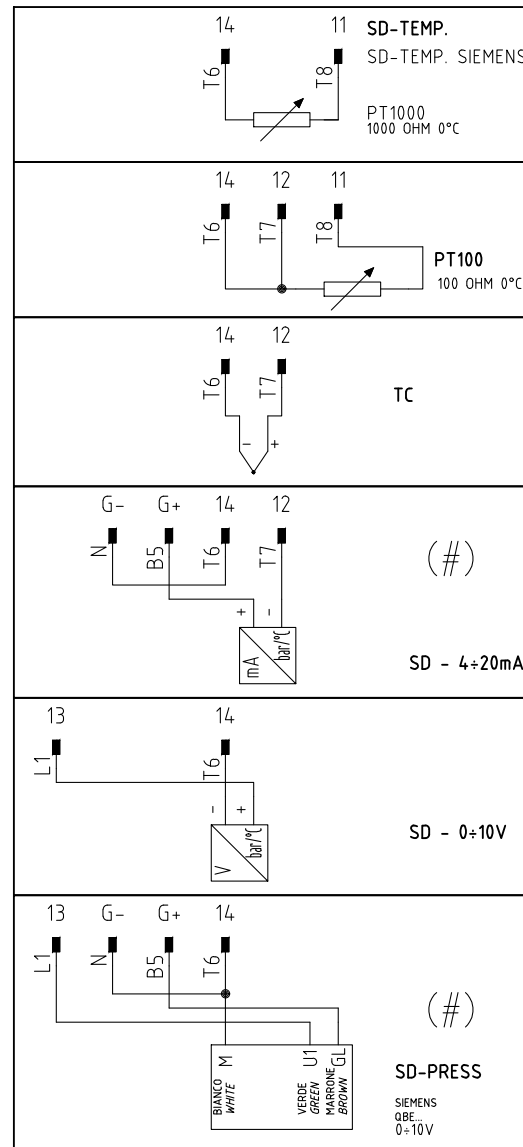 14 11 SD-TEMP.
SD-TEMP. SIEMENS
T6 T8
PT1000
1000 OHM 0°C
14 12 11
T6 T7 T8
PT100
100 OHM 0°C
14 12
T6 T7
TC
- +
G- G+ 14 12
N B5 T6 T7
(#)
+ -
mA bar/°C
SD - 4÷20mA
13 14
L1 T6
- +
V bar/°C
SD - 0÷10V
13 G- G+ 14
L1 N B5 T6
(#)
M U1 GL
BIANCO VERDE MARRONE
WHITE GREEN BROWN
SD-PRESS
SIEMENS
QBE...
0÷10V